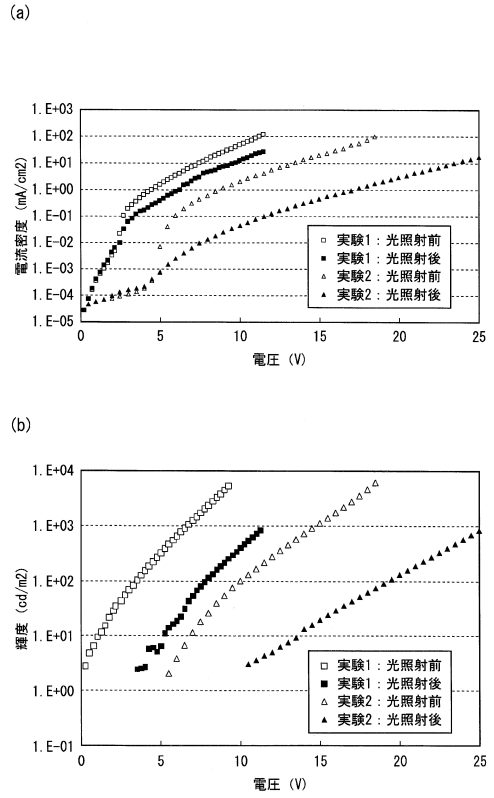 (a)
1.E+03
1.E+02
1.E+01
1.E+00
1.E-01
1.E-02
1.E-03
1.E-04
1.E-05
電流密度 (mA/cm2)
□ 実験1：光照射前
■ 実験1：光照射後
△ 実験2：光照射前
▲ 実験2：光照射後
0 5 10 15 20 25
電圧 (V)
(b)
1.E+04
1.E+03
1.E+02
1.E+01
1.E+00
1.E-01
輝度 (cd/m2)
□ 実験1：光照射前
■ 実験1：光照射後
△ 実験2：光照射前
▲ 実験2：光照射後
0 5 10 15 20 25
電圧 (V)